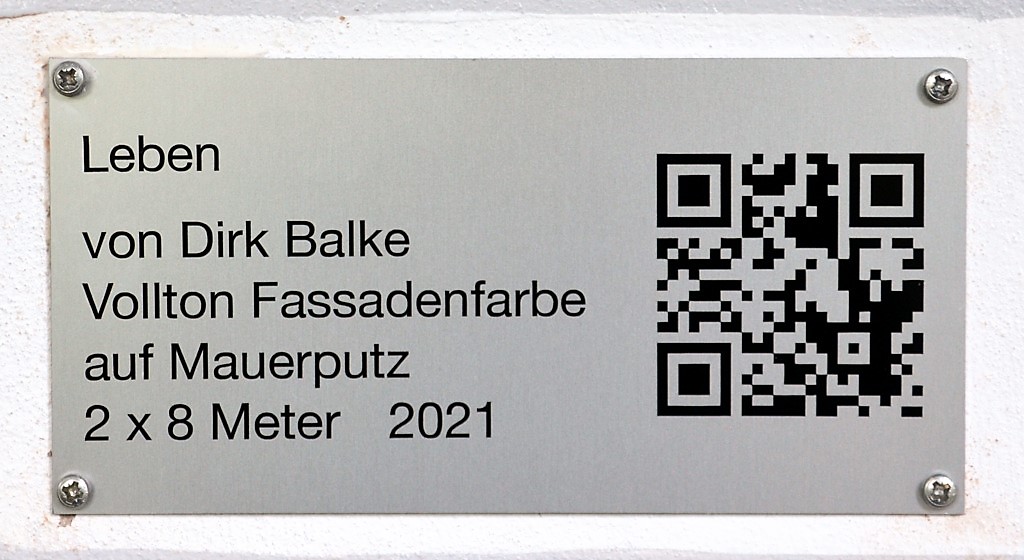 Leben
von Dirk Balke
Vollton Fassadenfarbe
auf Mauerputz
2 x 8 Meter 2021